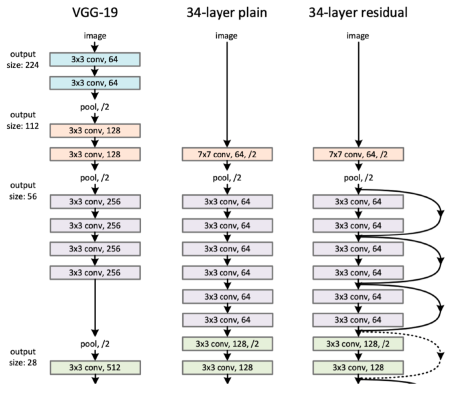 VGG-19
34-layer plain
34-layer residual
image
image
image
output
size: 224
3x3 conv, 64
3x3 conv, 64
pool, /2
output
size: 112
3x3 conv, 128
3x3 conv, 128
7x7 conv, 64, /2
7x7 conv, 64, /2
pool, /2
pool, /2
pool, /2
output
size: 56
3x3 conv, 256
3x3 conv, 64
3x3 conv, 64
3x3 conv, 256
3x3 conv, 64
3x3 conv, 64
3x3 conv, 256
3x3 conv, 64
3x3 conv, 64
3x3 conv, 256
3x3 conv, 64
3x3 conv, 64
3x3 conv, 64
3x3 conv, 64
3x3 conv, 64
3x3 conv, 64
pool, /2
3x3 conv, 128, /2
3x3 conv, 128, /2
output
size: 28
3x3 conv, 512
3x3 conv, 128
3x3 conv, 128